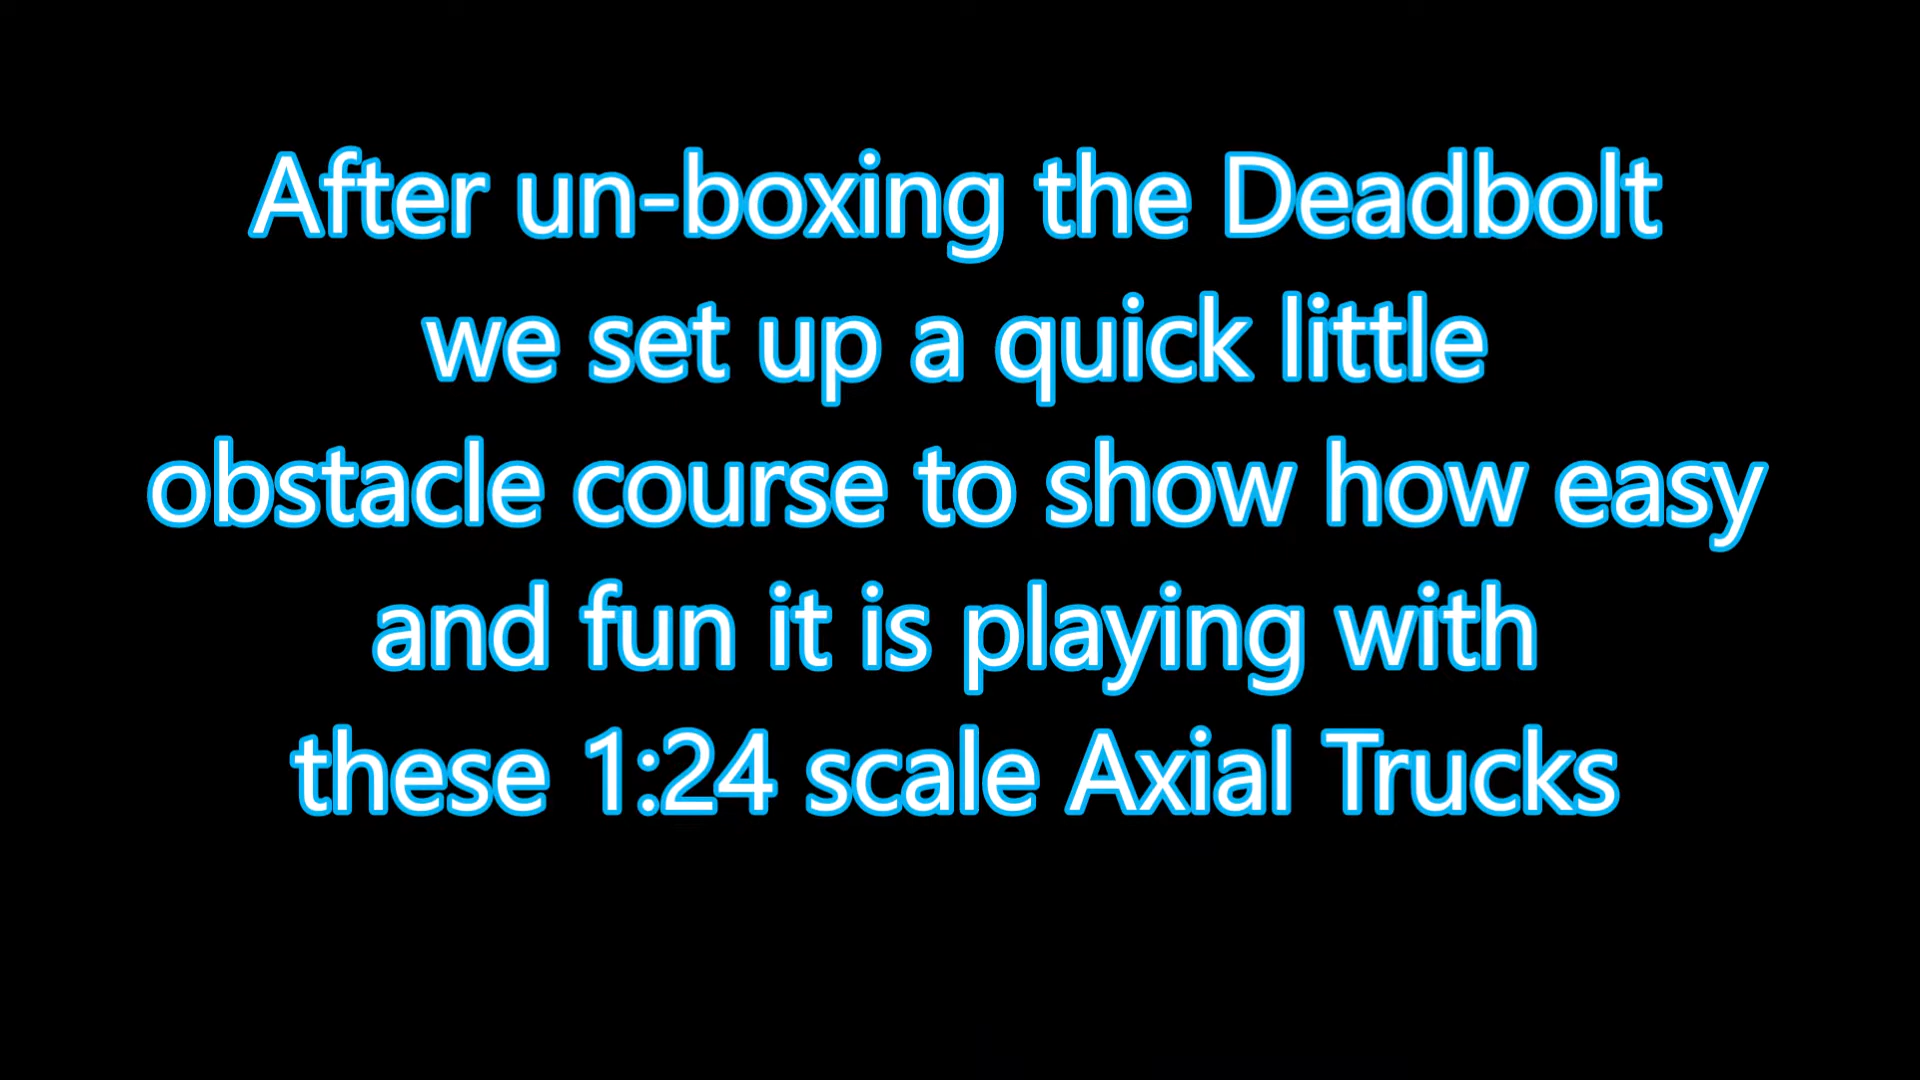 After un-boxing the Deadbolt
we set up a quick little
obstacle course to show how easy
and fun it is playing with
these 1:24 scale Axial Trucks